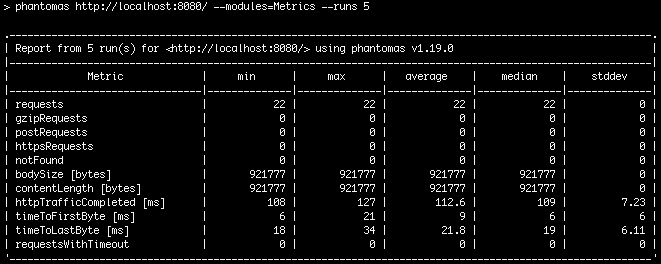 > phantomas http://localhost:8080/ --modules=Metrics --runs 5
Report from 5 run(s) for <http://localhost:8080/> using phantomas v1.19.0
Metric | min | max | average | median | stddev
requests | 22 | 22 | 22 | 22 | 0
gzipRequests | 0 | 0 | 0 | 0 | 0
postRequests | 0 | 0 | 0 | 0 | 0
httpsRequests | 0 | 0 | 0 | 0 | 0
notFound | 0 | 0 | 0 | 0 | 0
bodySize [bytes] | 921777 | 921777 | 921777 | 921777 | 0
contentLength [bytes] | 921777 | 921777 | 921777 | 921777 | 0
httpTrafficCompleted [ms] | 108 | 127 | 112.6 | 109 | 7.23
timeToFirstByte [ms] | 6 | 21 | 9 | 6 | 6
timeToLastByte [ms] | 18 | 34 | 21.8 | 19 | 6.11
requestsWithTimeout | 0 | 0 | 0 | 0 | 0